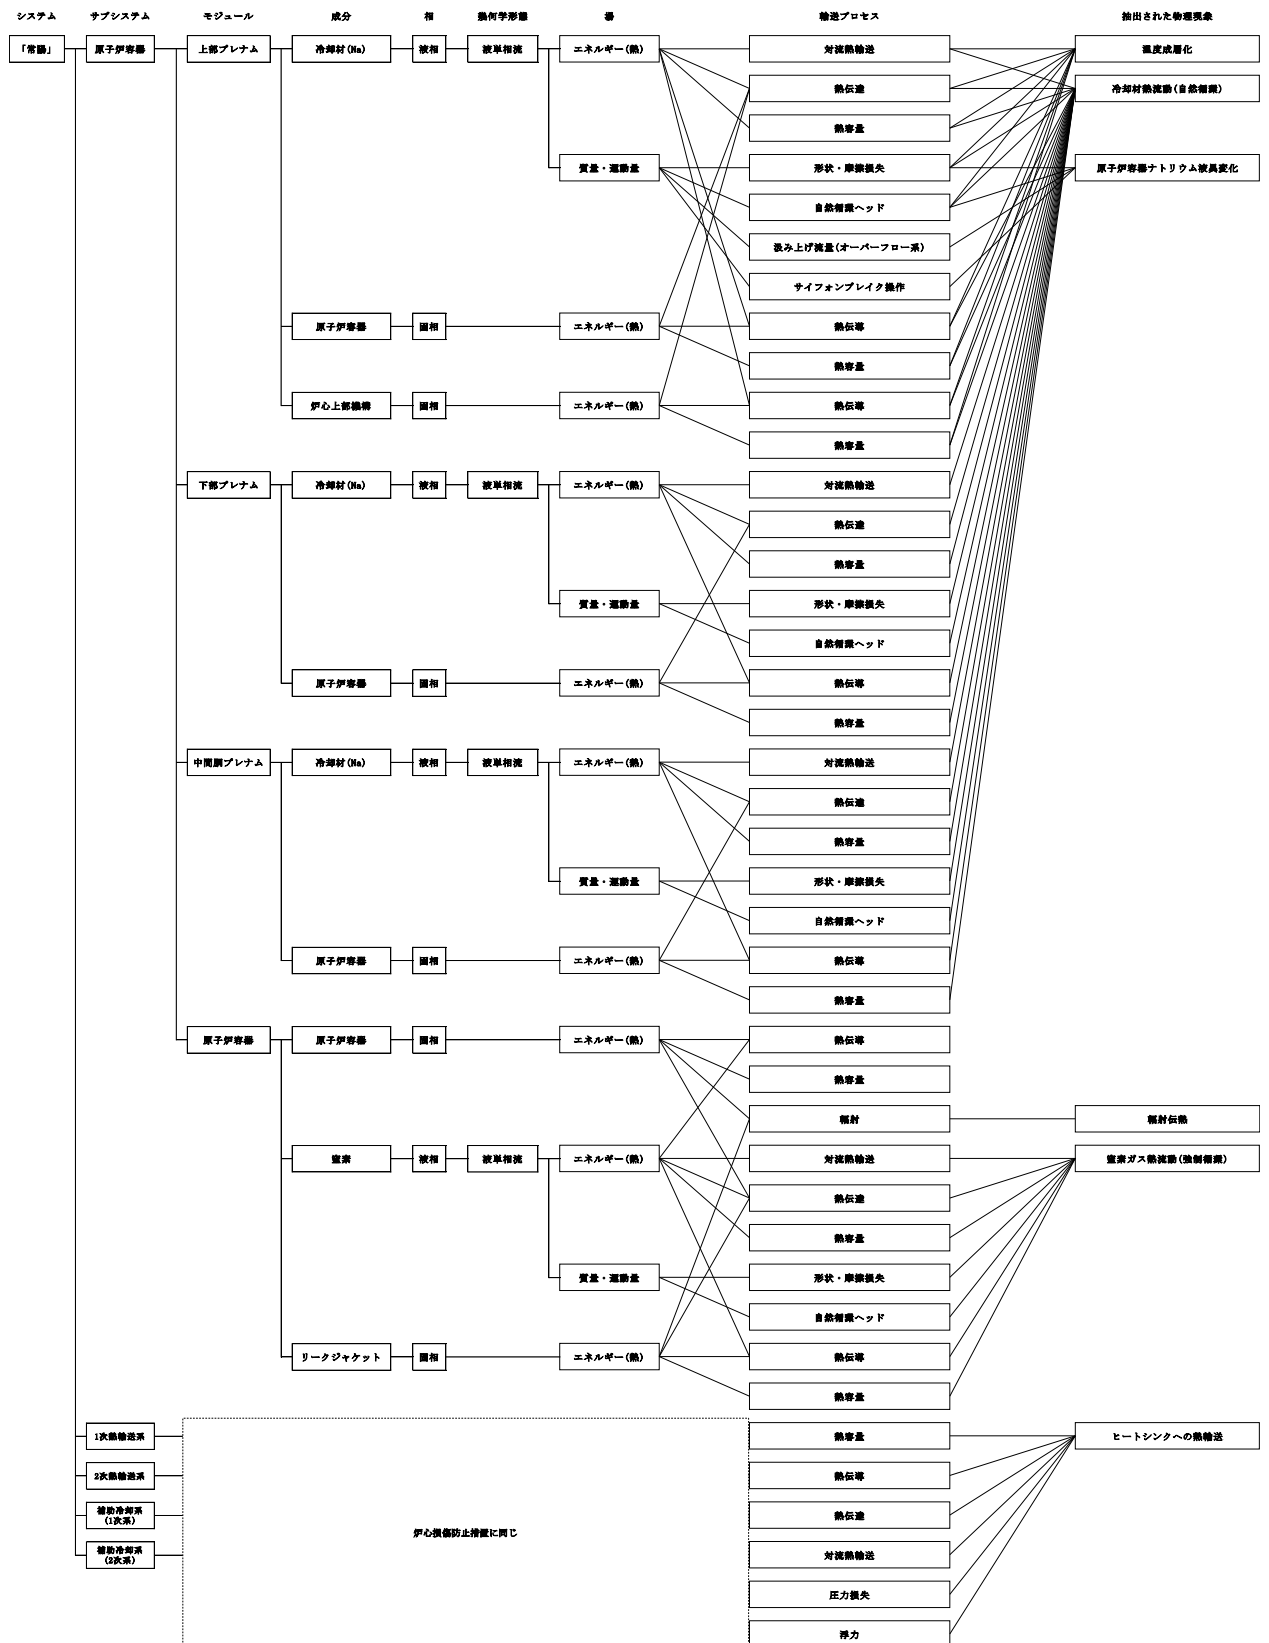 システム サブシステム モジュール 成分 相 幾何学形態 場 輸送プロセス 抽出された物理現象
「常陽」 原子炉容器 上部プレナム 冷却材(Na) 液相 液単相流 エネルギー(熱) 対流熱輸送 温度成層化
熱伝達 冷却材熱流動(自然循環)
熱容量
質量・運動量 形状・摩擦損失 原子炉容器ナトリウム液異変化
自然循環ヘッド
汲み上げ流量(オーバーフロー系)
サイフォンブレイク操作
原子炉容器 固相 エネルギー(熱) 熱伝導
熱容量
炉心上部機構 固相 エネルギー(熱) 熱伝導
熱容量
下部プレナム 冷却材(Na) 液相 液単相流 エネルギー(熱) 対流熱輸送
熱伝達
熱容量
質量・運動量 形状・摩擦損失
自然循環ヘッド
原子炉容器 固相 エネルギー(熱) 熱伝導
熱容量
中間胴プレナム 冷却材(Na) 液相 液単相流 エネルギー(熱) 対流熱輸送
熱伝達
熱容量
質量・運動量 形状・摩擦損失
自然循環ヘッド
原子炉容器 固相 エネルギー(熱) 熱伝導
熱容量
原子炉容器 原子炉容器 固相 エネルギー(熱) 熱伝導
熱容量
輻射 輻射伝熱
窒素 液相 液単相流 エネルギー(熱) 対流熱輸送 窒素ガス熱流動(強制循環)
熱伝達
熱容量
質量・運動量 形状・摩擦損失
自然循環ヘッド
リークジャケット 固相 エネルギー(熱) 熱伝導
熱容量
1次熱輸送系 熱容量 ヒートシンクへの熱輸送
2次熱輸送系 熱伝導
補助冷却系
(1次系) 熱伝達
炉心損傷防止措置に同じ
補助冷却系
(2次系) 対流熱輸送
圧力損失
浮力